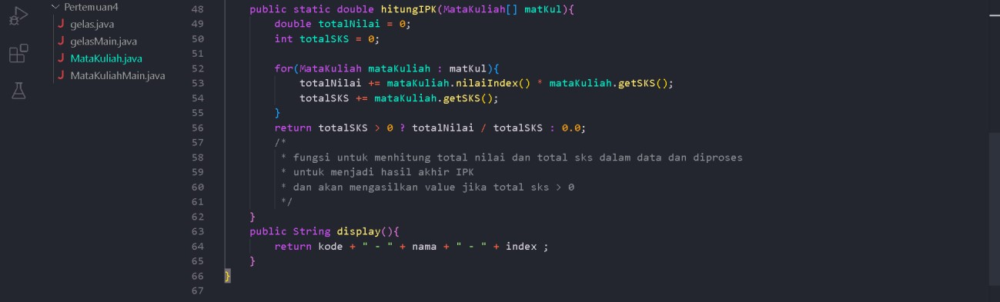 Pertemuan4
gelas.java
gelasMain.java
MataKuliah.java
MataKuliahMain.java
48 public static double hitungIPK(MataKuliah[] matKul){
49 double totalNilai = 0;
50 int totalSKS = 0;
51
52 for(MataKuliah mataKuliah : matKul){
53 totalNilai += mataKuliah.nilaiIndex() * mataKuliah.getSKS();
54 totalSKS += mataKuliah.getSKS();
55 }
56 return totalSKS > 0 ? totalNilai / totalSKS : 0.0;
57 /*
58 * fungsi untuk menhitung total nilai dan total sks dalam data dan diproses
59 * untuk menjadi hasil akhir IPK
60 * dan akan mengasilkan value jika total sks > 0
61 */
62 }
63 public String display(){
64 return kode + " - " + nama + " - " + index ;
65 }
66 }
67